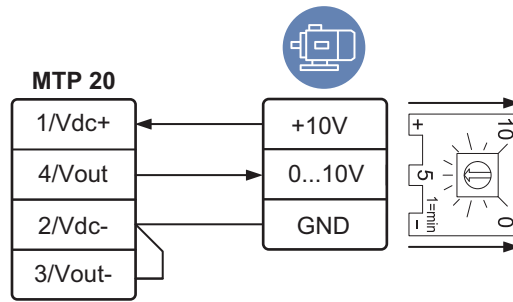 MTP 20
1/Vdc+
4/Vout
2/Vdc-
3/Vout-
+10V
0...10V
GND
+
5
-
1=min
10
0